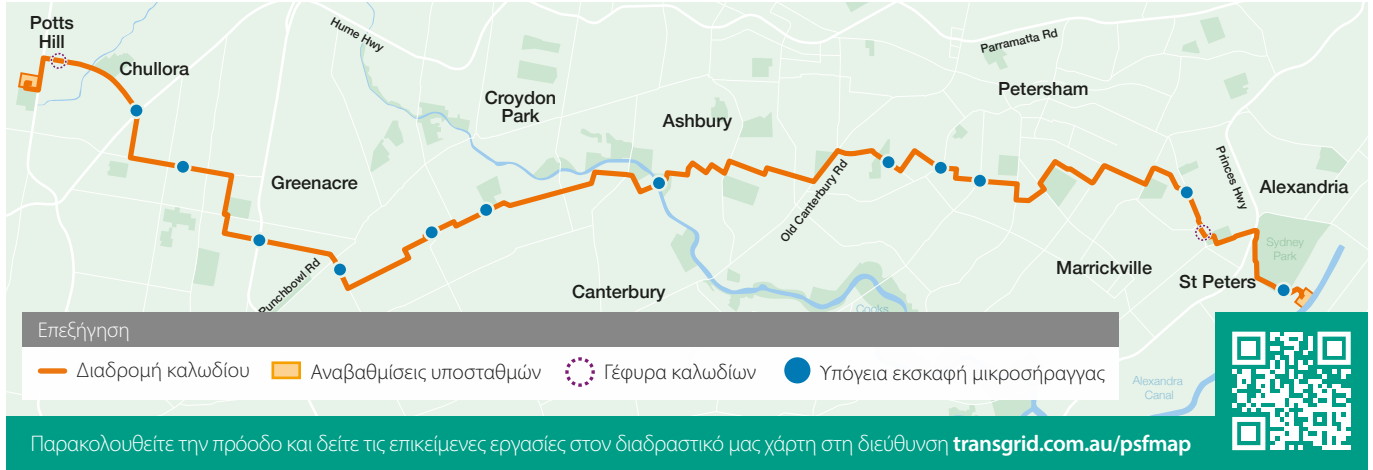 Potts
Hill
Hume Hwy
Parramatta Rd
Chullora
Petersham
Croydon
Park
Ashbury
Greenacre
Old Canterbury Rd
Princes Hwy
Alexandria
Sydney
Park
Punchbowl Rd
Canterbury
Marrickville
St Peters
Cooks
Επεξήγηση
Διαδρομή καλωδίου
Αναβαθμίσεις υποσταθμών
Γέφυρα καλωδίων
Υπόγεια εκσκαφή μικροσήραγγας
Alexandra
Canal
Παρακολουθείτε την πρόοδο και δείτε τις επικείμενες εργασίες στον διαδραστικό μας χάρτη στη διεύθυνση transgrid.com.au/psfmap